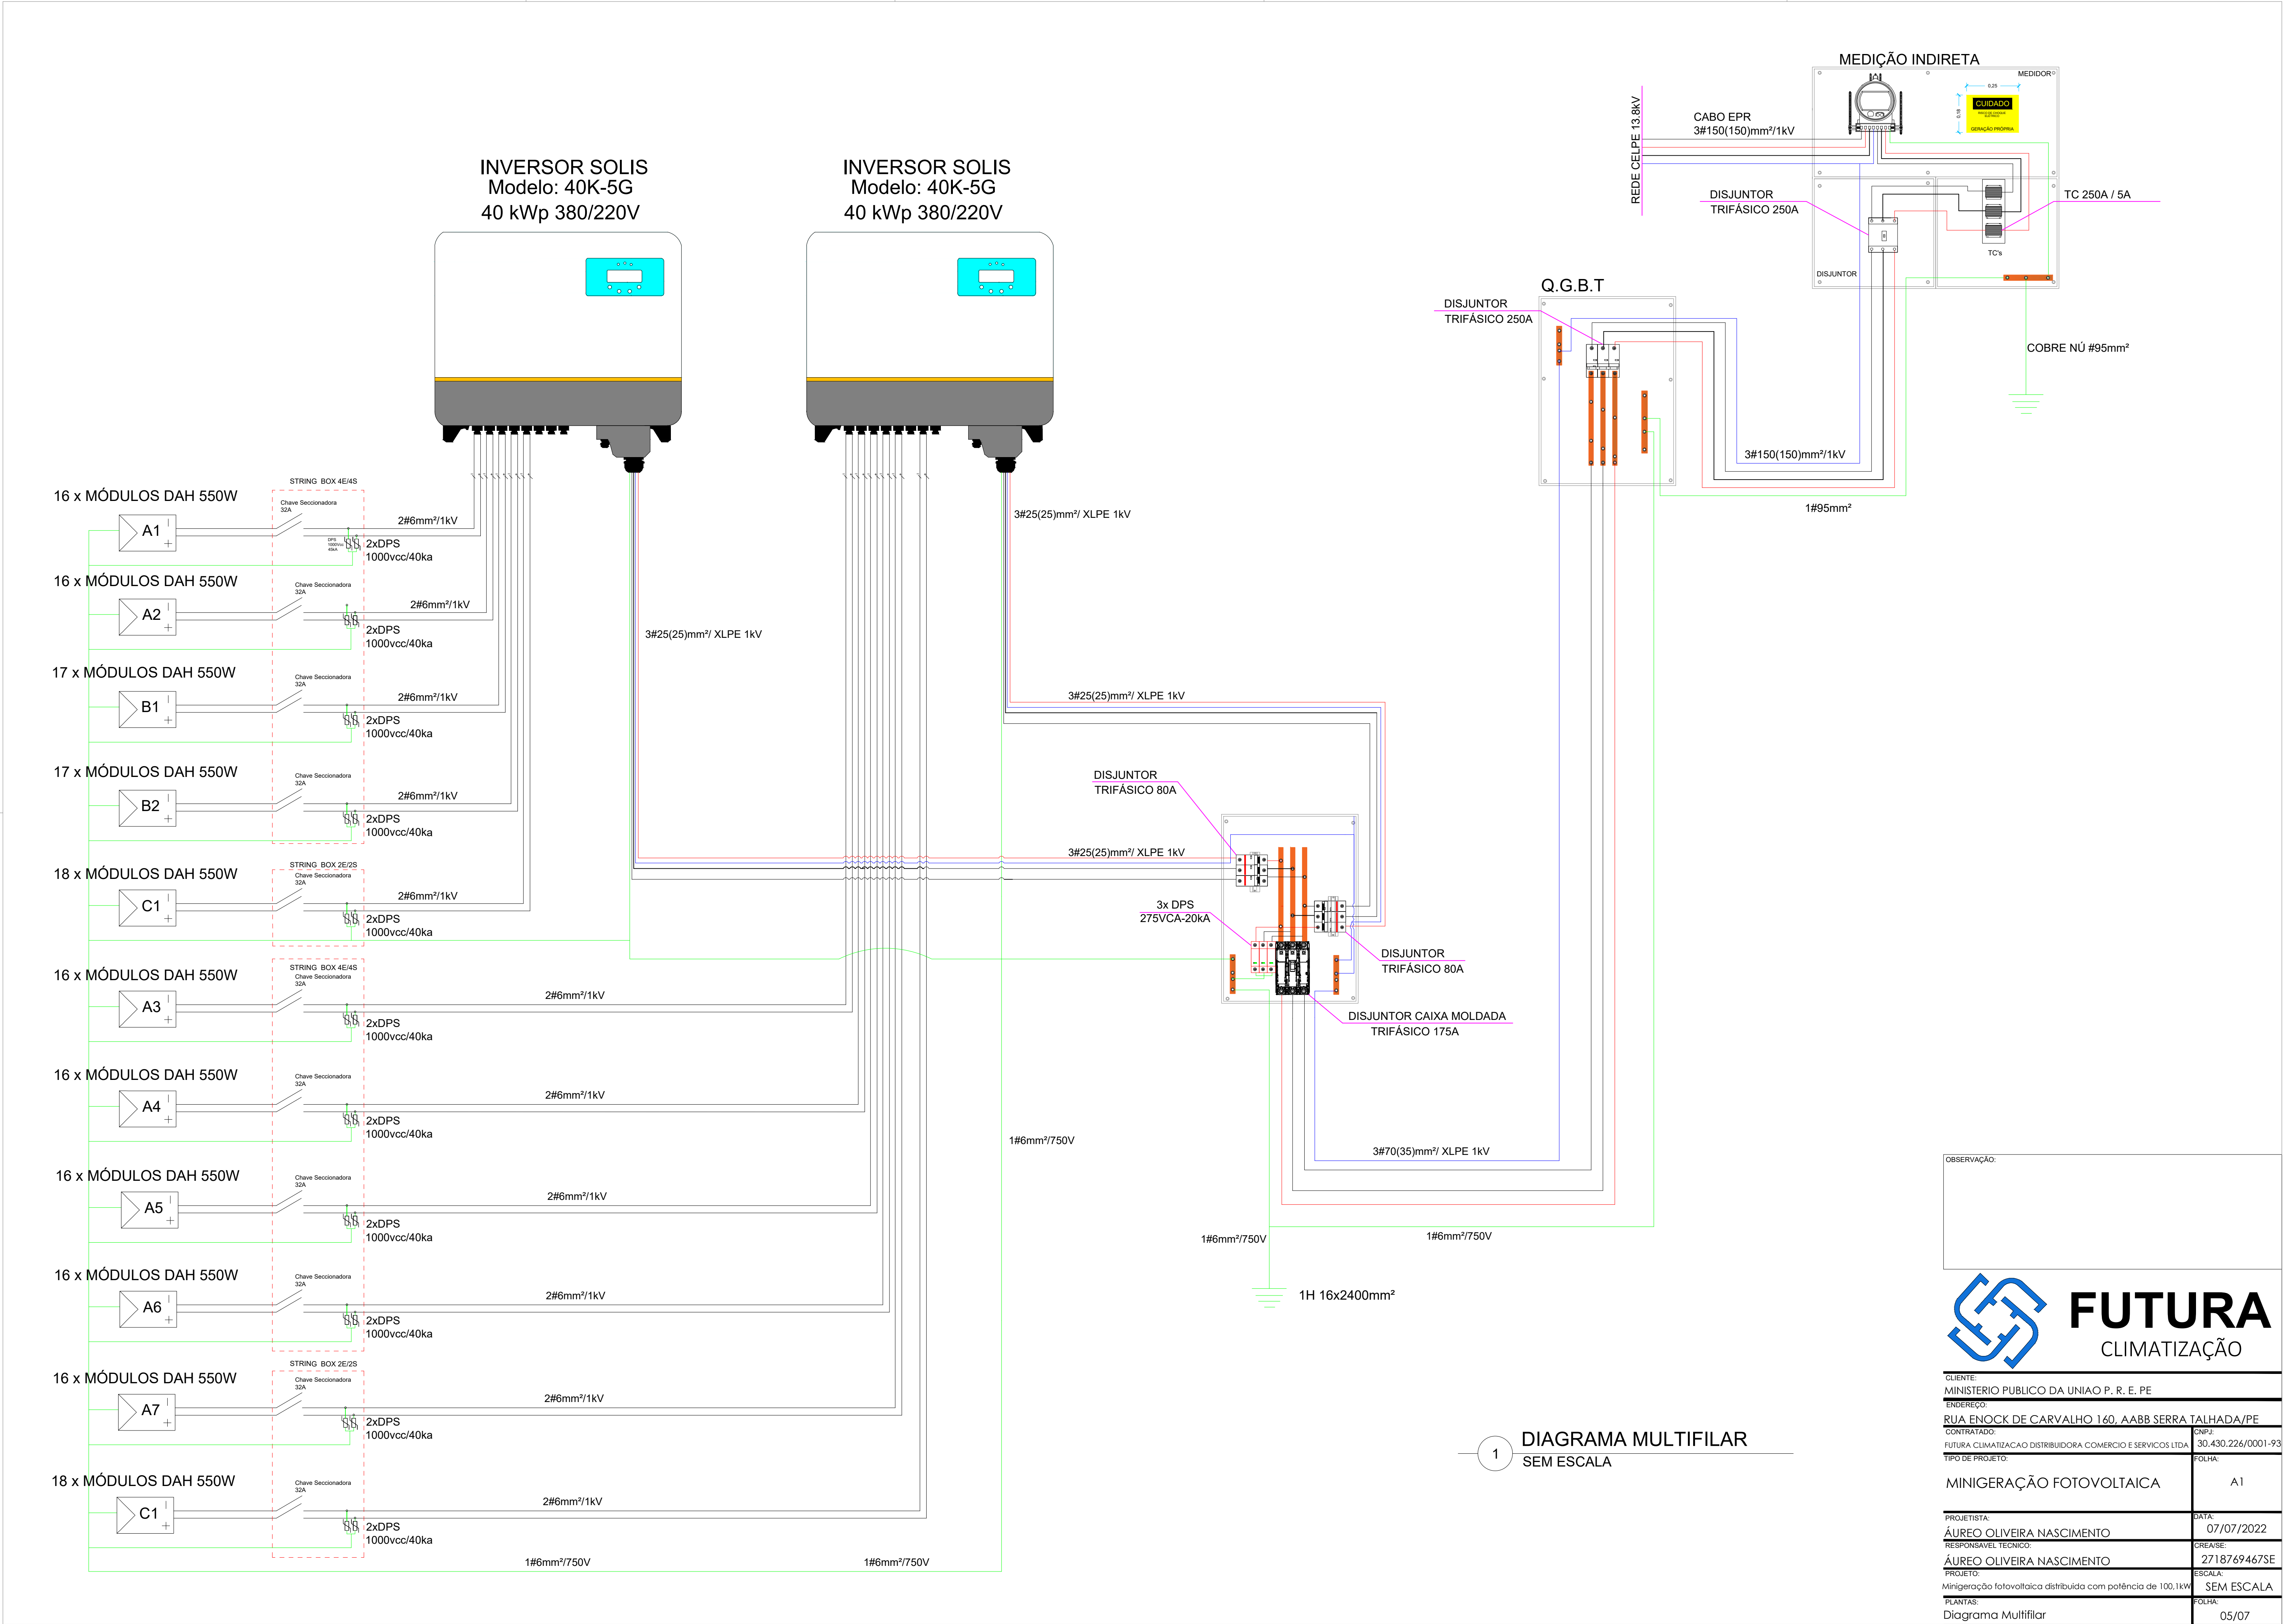 MEDIÇÃO INDIRETA
MEDIDOR
0,25
0,18
CUIDADO
RISCO DE CHOQUE
ELÉTRICO
GERAÇÃO PRÓPRIA
REDE CELPE 13.8kV
CABO EPR
3#150(150)mm²/1kV
DISJUNTOR
TRIFÁSICO 250A
TC 250A / 5A
TC's
DISJUNTOR
COBRE NÚ #95mm²
Q.G.B.T
DISJUNTOR
TRIFÁSICO 250A
3#150(150)mm²/1kV
1#95mm²
INVERSOR SOLIS
Modelo: 40K-5G
40 kWp 380/220V
INVERSOR SOLIS
Modelo: 40K-5G
40 kWp 380/220V
STRING BOX 4E/4S
16 x MÓDULOS DAH 550W
A1
Chave Seccionadora
32A
2#6mm²/1kV
DPS
1000Vcc
45kA
2xDPS
1000vcc/40ka
16 x MÓDULOS DAH 550W
A2
Chave Seccionadora
32A
2#6mm²/1kV
2xDPS
1000vcc/40ka
17 x MÓDULOS DAH 550W
B1
Chave Seccionadora
32A
2#6mm²/1kV
2xDPS
1000vcc/40ka
17 x MÓDULOS DAH 550W
B2
Chave Seccionadora
32A
2#6mm²/1kV
2xDPS
1000vcc/40ka
STRING BOX 2E/2S
18 x MÓDULOS DAH 550W
C1
Chave Seccionadora
32A
2#6mm²/1kV
2xDPS
1000vcc/40ka
STRING BOX 4E/4S
16 x MÓDULOS DAH 550W
A3
Chave Seccionadora
32A
2#6mm²/1kV
2xDPS
1000vcc/40ka
16 x MÓDULOS DAH 550W
A4
Chave Seccionadora
32A
2#6mm²/1kV
2xDPS
1000vcc/40ka
16 x MÓDULOS DAH 550W
A5
Chave Seccionadora
32A
2#6mm²/1kV
2xDPS
1000vcc/40ka
16 x MÓDULOS DAH 550W
A6
Chave Seccionadora
32A
2#6mm²/1kV
2xDPS
1000vcc/40ka
STRING BOX 2E/2S
16 x MÓDULOS DAH 550W
A7
Chave Seccionadora
32A
2#6mm²/1kV
2xDPS
1000vcc/40ka
18 x MÓDULOS DAH 550W
C1
Chave Seccionadora
32A
2#6mm²/1kV
2xDPS
1000vcc/40ka
1#6mm²/750V
1#6mm²/750V
3#25(25)mm²/ XLPE 1kV
3#25(25)mm²/ XLPE 1kV
3#25(25)mm²/ XLPE 1kV
DISJUNTOR
TRIFÁSICO 80A
3#25(25)mm²/ XLPE 1kV
3x DPS
275VCA-20kA
DISJUNTOR
TRIFÁSICO 80A
DISJUNTOR CAIXA MOLDADA
TRIFÁSICO 175A
1#6mm²/750V
3#70(35)mm²/ XLPE 1kV
1#6mm²/750V
1#6mm²/750V
1H 16x2400mm²
1
DIAGRAMA MULTIFILAR
SEM ESCALA
OBSERVAÇÃO:
FUTURA
CLIMATIZAÇÃO
CLIENTE:
MINISTERIO PUBLICO DA UNIAO P. R. E. PE
ENDEREÇO:
RUA ENOCK DE CARVALHO 160, AABB SERRA TALHADA/PE
CONTRATADO:
FUTURA CLIMATIZACAO DISTRIBUIDORA COMERCIO E SERVICOS LTDA
CNPJ:
30.430.226/0001-93
TIPO DE PROJETO:
MINIGERAÇÃO FOTOVOLTAICA
FOLHA:
A1
PROJETISTA:
ÁUREO OLIVEIRA NASCIMENTO
DATA:
07/07/2022
RESPONSAVEL TECNICO:
ÁUREO OLIVEIRA NASCIMENTO
CREA/SE:
2718769467SE
PROJETO:
Minigeração fotovoltaica distribuida com potência de 100,1kW
ESCALA:
SEM ESCALA
PLANTAS:
Diagrama Multifilar
FOLHA:
05/07